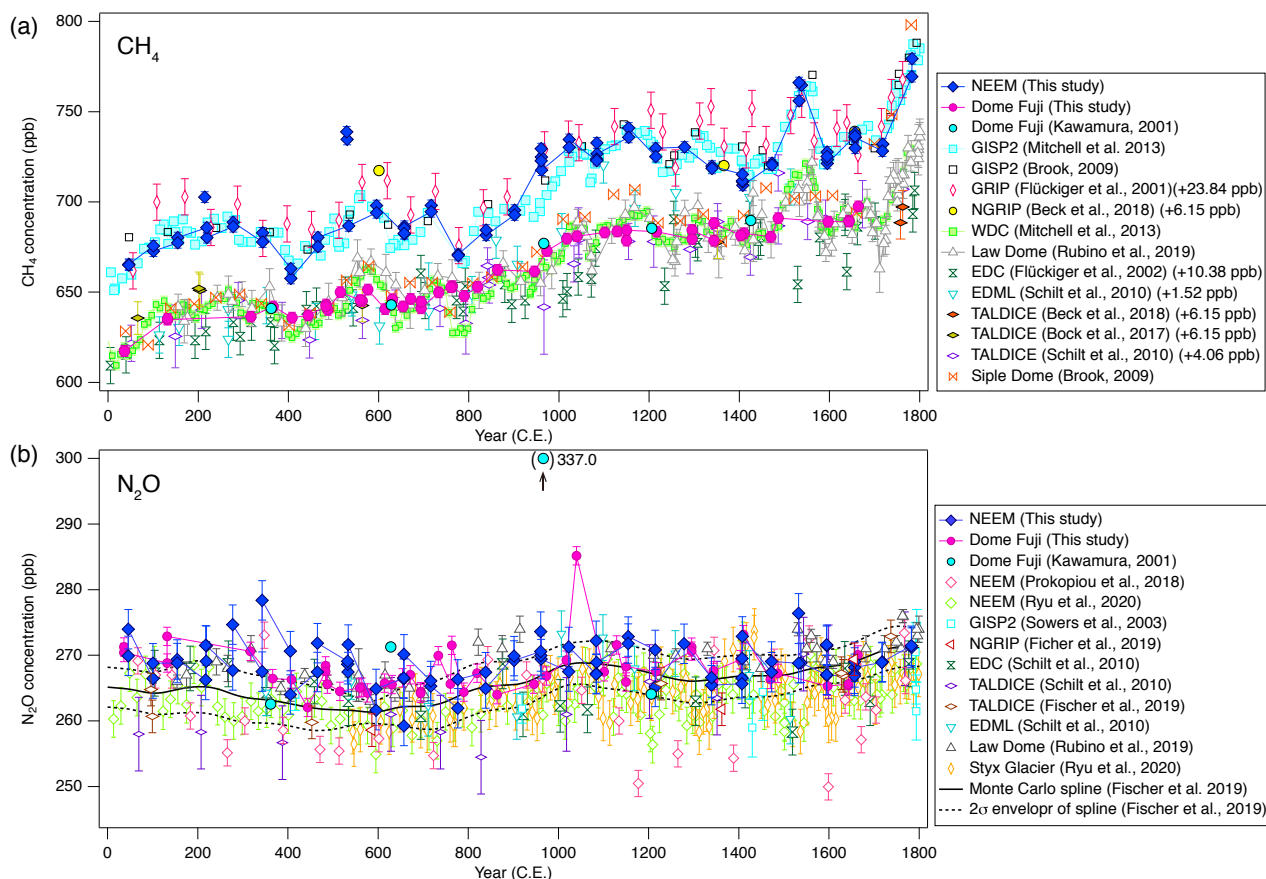 (a)
CH4
CH4 concentration (ppb)
800
750
700
650
600
0
200
400
600
800
1000
1200
1400
1600
1800
Year (C.E.)
NEEM (This study)
Dome Fuji (This study)
Dome Fuji (Kawamura, 2001)
GISP2 (Mitchell et al. 2013)
GISP2 (Brook, 2009)
GRIP (Flückiger et al., 2001)(+23.84 ppb)
NGRIP (Beck et al., 2018) (+6.15 ppb)
WDC (Mitchell et al., 2013)
Law Dome (Rubino et al., 2019)
EDC (Flückiger et al., 2002) (+10.38 ppb)
EDML (Schilt et al., 2010) (+1.52 ppb)
TALDICE (Beck et al., 2018) (+6.15 ppb)
TALDICE (Bock et al., 2017) (+6.15 ppb)
TALDICE (Schilt et al., 2010) (+4.06 ppb)
Siple Dome (Brook, 2009)
(b)
N2O
( ) 337.0
N2O concentration (ppb)
300
290
280
270
260
250
0
200
400
600
800
1000
1200
1400
1600
1800
Year (C.E.)
NEEM (This study)
Dome Fuji (This study)
Dome Fuji (Kawamura, 2001)
NEEM (Prokopiou et al., 2018)
NEEM (Ryu et al., 2020)
GISP2 (Sowers et al., 2003)
NGRIP (Ficher et al., 2019)
EDC (Schilt et al., 2010)
TALDICE (Schilt et al., 2010)
TALDICE (Fischer et al., 2019)
EDML (Schilt et al., 2010)
Law Dome (Rubino et al., 2019)
Styx Glacier (Ryu et al., 2020)
Monte Carlo spline (Fischer et al. 2019)
2σ envelopr of spline (Fischer et al., 2019)